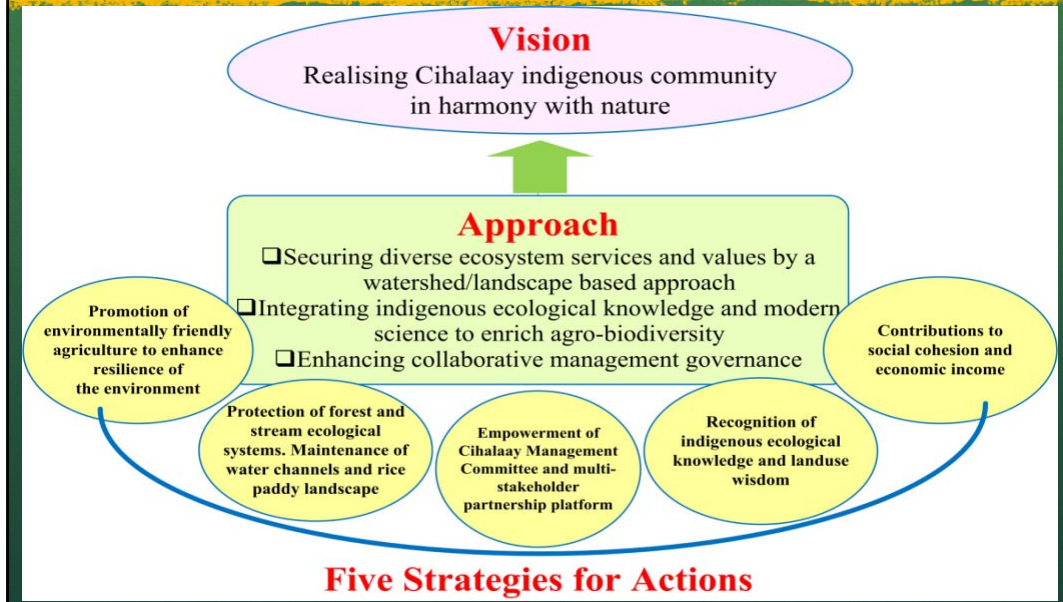 Vision
Realising Cihalaay indigenous community
in harmony with nature
Approach
❑Securing diverse ecosystem services and values by a
watershed/landscape based approach
❑Integrating indigenous ecological knowledge and modern
science to enrich agro-biodiversity
❑Enhancing collaborative management governance
Promotion of
environmentally friendly
agriculture to enhance
resilience of
the environment
Protection of forest and
stream ecological
systems. Maintenance of
water channels and rice
paddy landscape
Empowerment of
Cihalaay Management
Committee and multi-
stakeholder
partnership platform
Recognition of
indigenous ecological
knowledge and landuse
wisdom
Contributions to
social cohesion and
economic income
Five Strategies for Actions